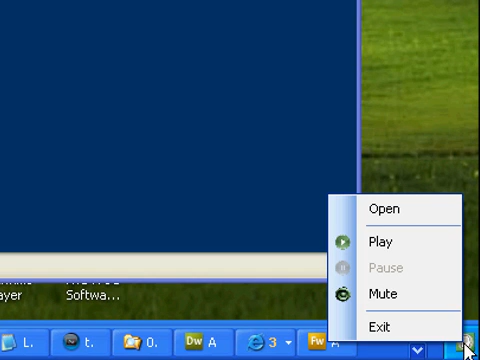 Open
Play
Pause
Mute
Exit
ayer
Softwa...
L.
t.
0.
Dw A
3
Fw